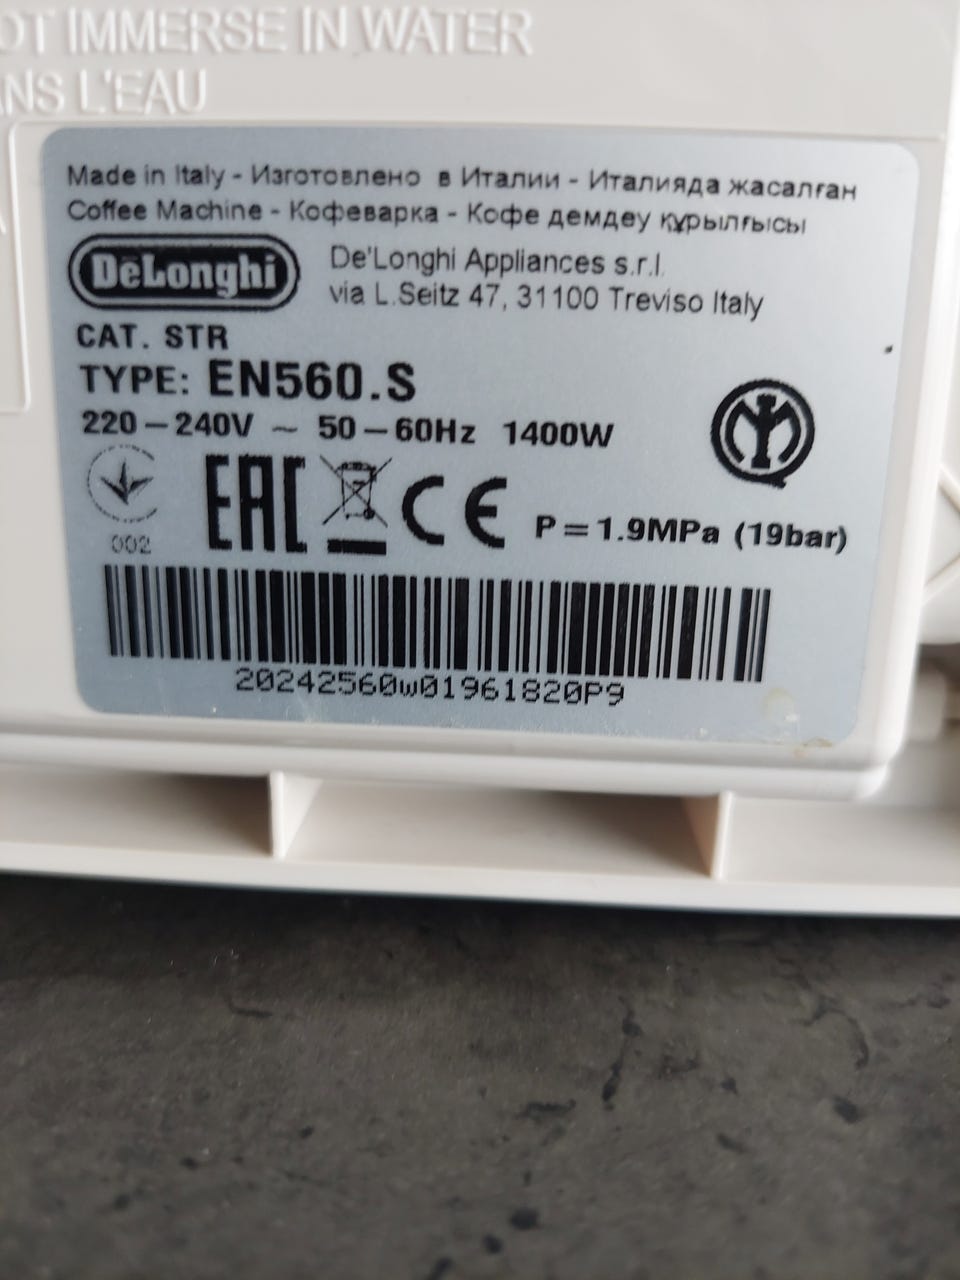 OT IMMERSE IN WATER
ANS L'EAU
Made in Italy - Изготовлено в Италии - Италияда жасалған
Coffee Machine - Кофеварка - Кофе демдеу құрылғысы
DeLonghi
De'Longhi Appliances s.r.l.
via L.Seitz 47, 31100 Treviso Italy
CAT. STR
TYPE: EN560.S
220-240V ~ 50-60Hz 1400W
002
EAC
CE
P=1.9MPa (19bar)
20242560w01961820P9